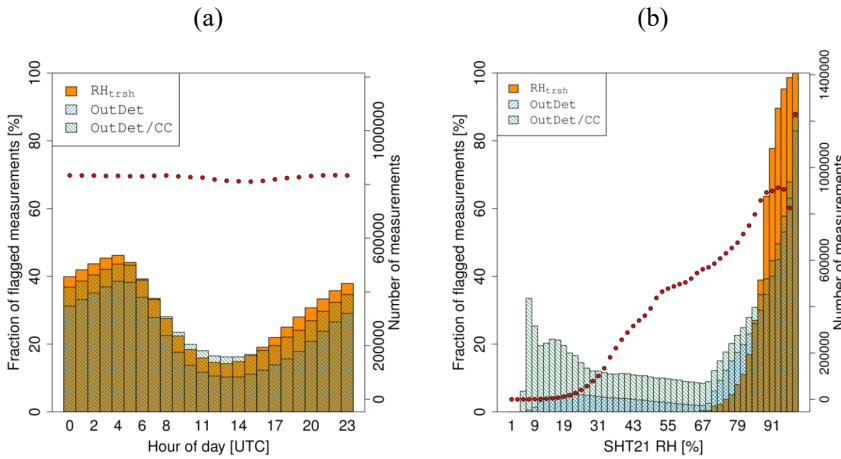 (a)
(b)
Fraction of flagged measurements [%]
0 20 40 60 80 100
RHtrsh
OutDet
OutDet/CC
0 200000 600000 1000000
Number of measurements
0 2 4 6 8 11 14 17 20 23
Hour of day [UTC]
Fraction of flagged measurements [%]
0 20 40 60 80 100
RHtrsh
OutDet
OutDet/CC
0 200000 600000 1000000 1400000
Number of measurements
1 9 19 31 43 55 67 79 91
SHT21 RH [%]